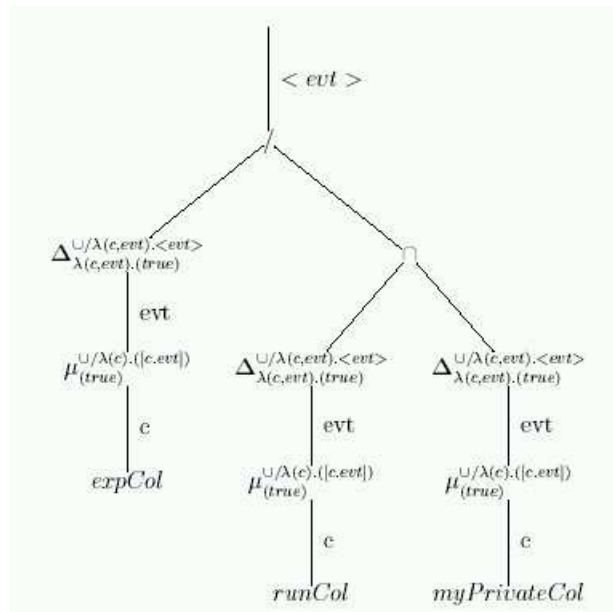 < evt >
/
Δ^{∪/λ(c,evt).<evt>}_{λ(c,evt).(true)}
∩
evt
μ^{∪/λ(c).(|c.evt|)}_{(true)}
Δ^{∪/λ(c,evt).<evt>}_{λ(c,evt).(true)} Δ^{∪/λ(c,evt).<evt>}_{λ(c,evt).(true)}
c
evt evt
expCol
μ^{∪/λ(c).(|c.evt|)}_{(true)} μ^{∪/λ(c).(|c.evt|)}_{(true)}
c c
runCol myPrivateCol